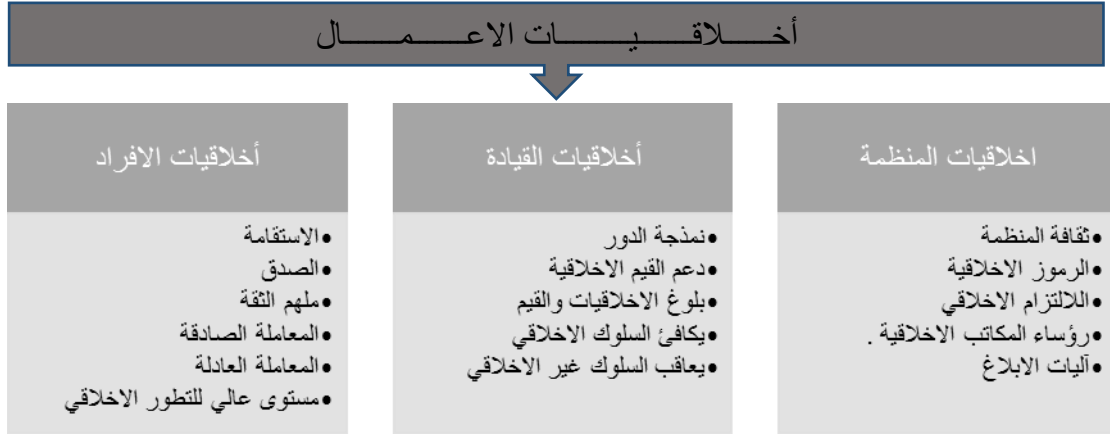 أخـــــلاقـــــيـــــــــات الاعــــــمــــــــال
اخلاقيات المنظمة
•ثقافة المنظمة
•الرموز الاخلاقية
•اللالتزام الاخلاقي
•رؤساء المكاتب الاخلاقية .
•آليات الابلاغ
أخلاقيات القيادة
•نمذجة الدور
•دعم القيم الاخلاقية
•بلوغ الاخلاقيات والقيم
•يكافئ السلوك الاخلاقي
•يعاقب السلوك غير الاخلاقي
أخلاقيات الافراد
•الاستقامة
•الصدق
•ملهم الثقة
•المعاملة الصادقة
•المعاملة العادلة
•مستوى عالي للتطور الاخلاقي